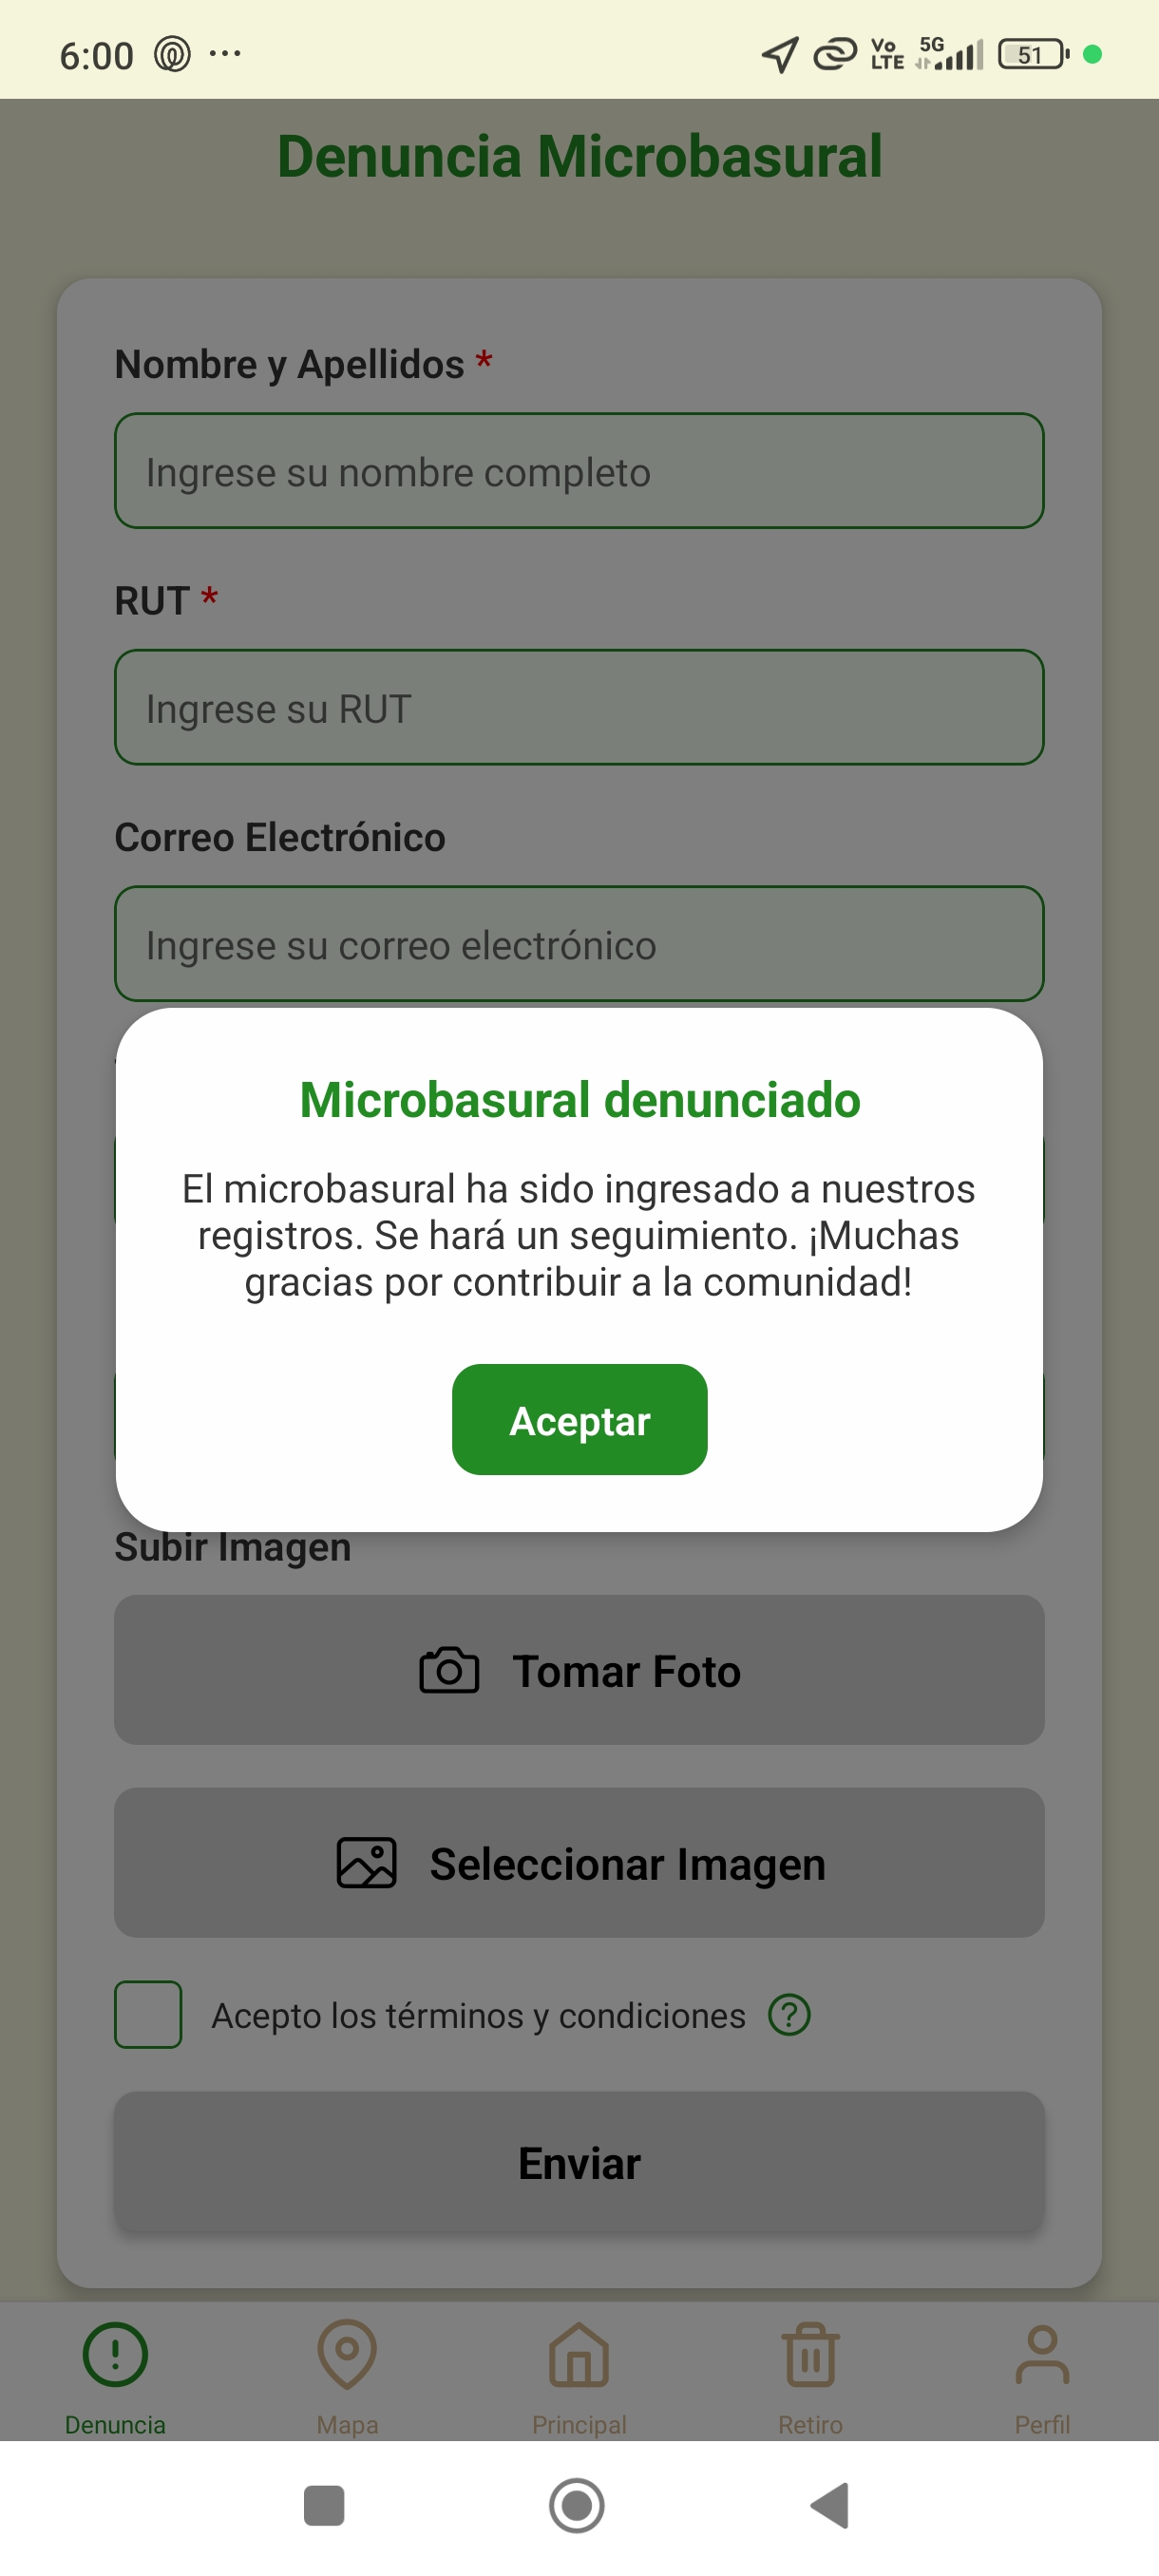 6:00
Vo LTE
5G
51
Denuncia Microbasural
Nombre y Apellidos *
Ingrese su nombre completo
RUT *
Ingrese su RUT
Correo Electrónico
Ingrese su correo electrónico
Microbasural denunciado
El microbasural ha sido ingresado a nuestros
registros. Se hará un seguimiento. ¡Muchas
gracias por contribuir a la comunidad!
Aceptar
Subir Imagen
Tomar Foto
Seleccionar Imagen
Acepto los términos y condiciones ?
Enviar
Denuncia Mapa Principal Retiro Perfil